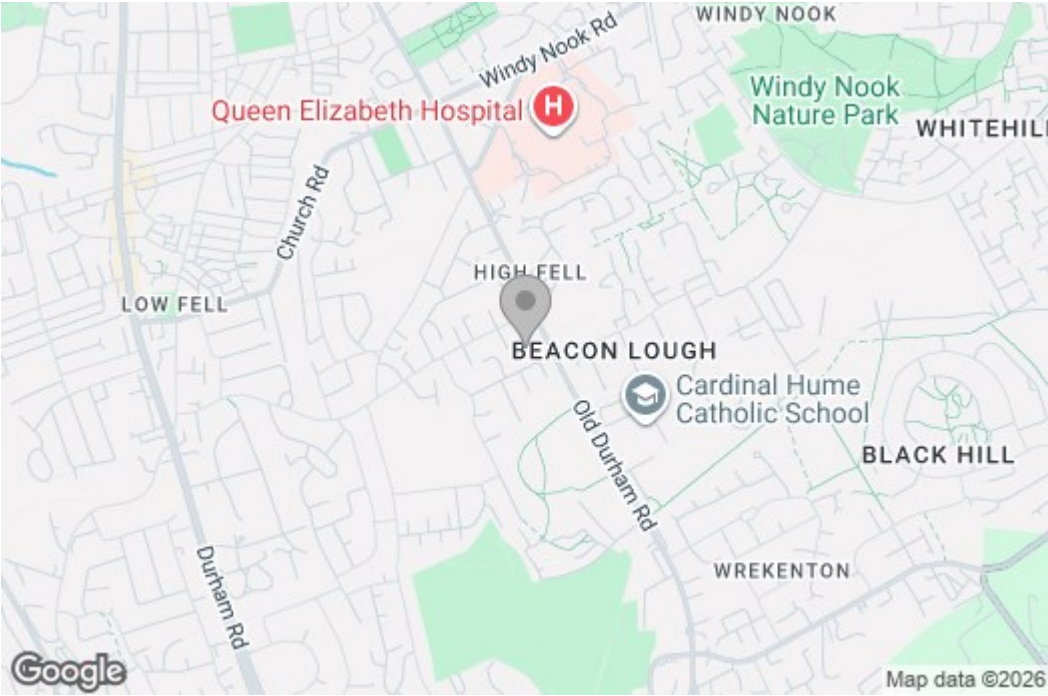 WINDY NOOK
Windy Nook Rd
Windy Nook
Nature Park
Queen Elizabeth Hospital
H
WHITEHILL
Church Rd
HIGH FELL
LOW FELL
BEACON LOUGH
Cardinal Hume
Catholic School
Old Durham Rd
BLACK HILL
Durham Rd
WREKENTON
Google
Map data ©2026